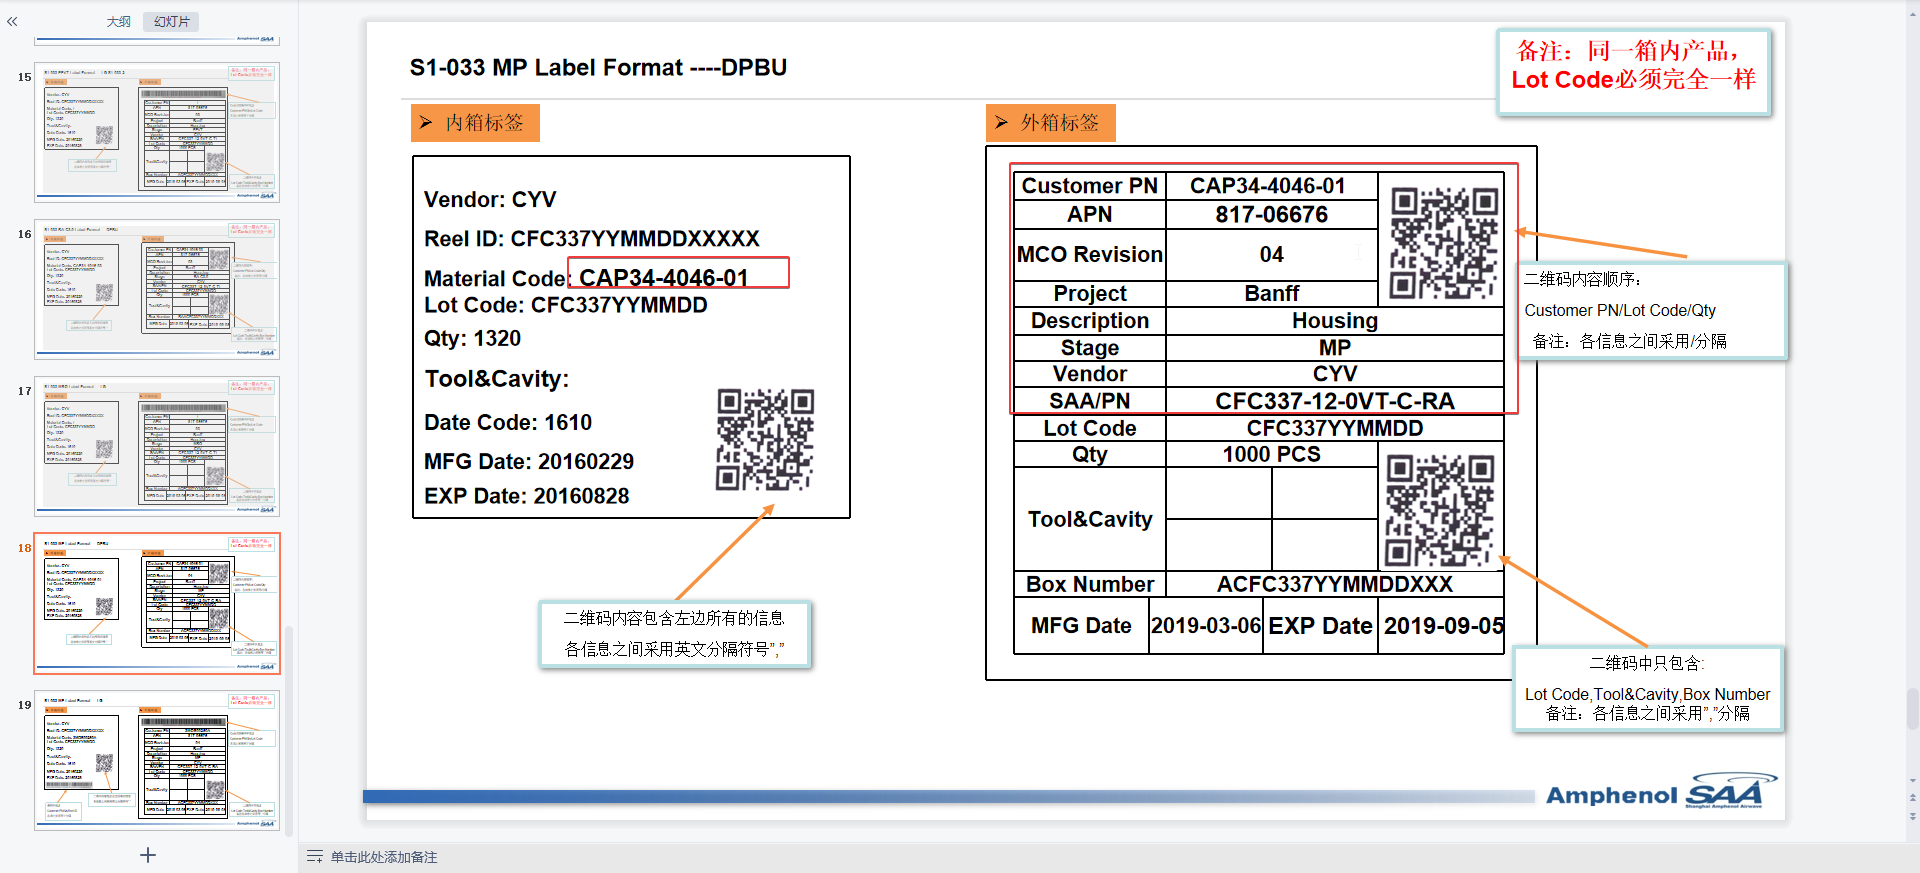 大纲
幻灯片
15
16
17
18
19
S1-033 MP Label Format ----DPBU
备注：同一箱内产品，
Lot Code必须完全一样
内箱标签
Vendor: CYV
Reel ID: CFC337YYMMDDXXXXX
Material Code: CAP34-4046-01
Lot Code: CFC337YYMMDD
Qty: 1320
Tool&Cavity:
Date Code: 1610
MFG Date: 20160229
EXP Date: 20160828
二维码内容包含左边所有的信息
各信息之间采用英文分隔符号”,”
外箱标签
Customer PN CAP34-4046-01
APN 817-06676
MCO Revision 04
Project Banff
Description Housing
Stage MP
Vendor CYV
SAA/PN CFC337-12-0VT-C-RA
Lot Code CFC337YYMMDD
Qty 1000 PCS
Tool&Cavity
Box Number ACFC337YYMMDDXXX
MFG Date 2019-03-06 EXP Date 2019-09-05
二维码内容顺序：
Customer PN/Lot Code/Qty
备注：各信息之间采用/分隔
二维码中只包含:
Lot Code,Tool&Cavity,Box Number
备注：各信息之间采用”,”分隔
Amphenol SAA
Shanghai Amphenol Airwave
单击此处添加备注